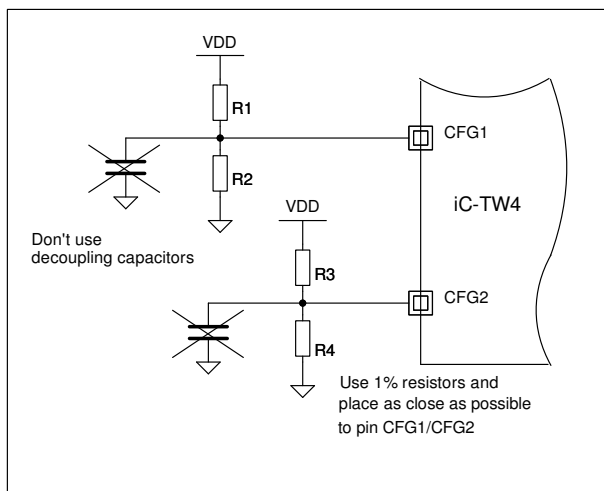 VDD
R1
CFG1
R2
iC-TW4
VDD
Don't use
decoupling capacitors
R3
CFG2
R4
Use 1% resistors and
place as close as possible
to pin CFG1/CFG2